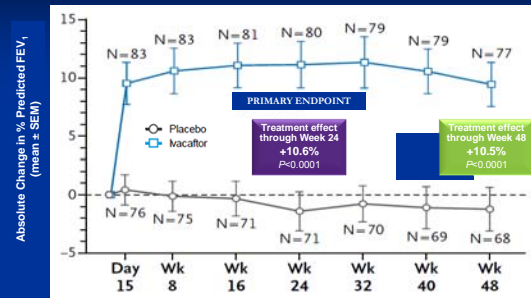 Absolute Change in % Predicted FEV1
(mean ± SEM)
15
10
5
0
−5
N=83
N=83
N=81
N=80
N=79
N=79
N=77
PRIMARY ENDPOINT
Placebo
Ivacaftor
Treatment effect
through Week 24
+10.6%
P<0.0001
Treatment effect
through Week 48
+10.5%
P<0.0001
N=76
N=75
N=71
N=71
N=70
N=69
N=68
Day Wk Wk Wk Wk Wk Wk
15 8 16 24 32 40 48